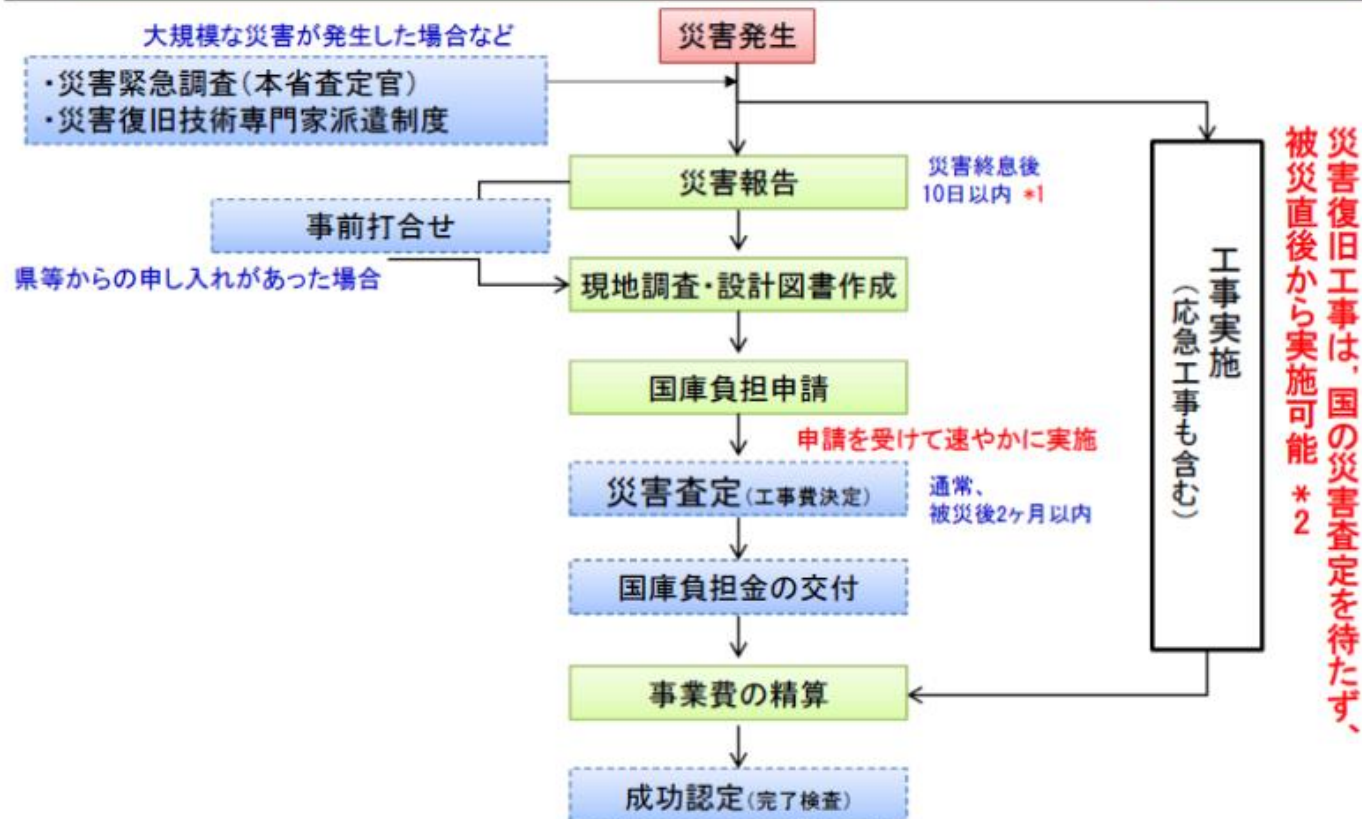 災害発生
大規模な災害が発生した場合など
・災害緊急調査(本省査定官)
・災害復旧技術専門家派遣制度
災害報告
災害終息後
10日以内 *1
事前打合せ
県等からの申し入れがあった場合
現地調査・設計図書作成
国庫負担申請
申請を受けて速やかに実施
災害査定(工事費決定)
通常、
被災後2ヶ月以内
国庫負担金の交付
事業費の精算
成功認定(完了検査)
工事実施
(応急工事も含む)
災害復旧工事は、国の災害査定を待たず、
被災直後から実施可能 *2